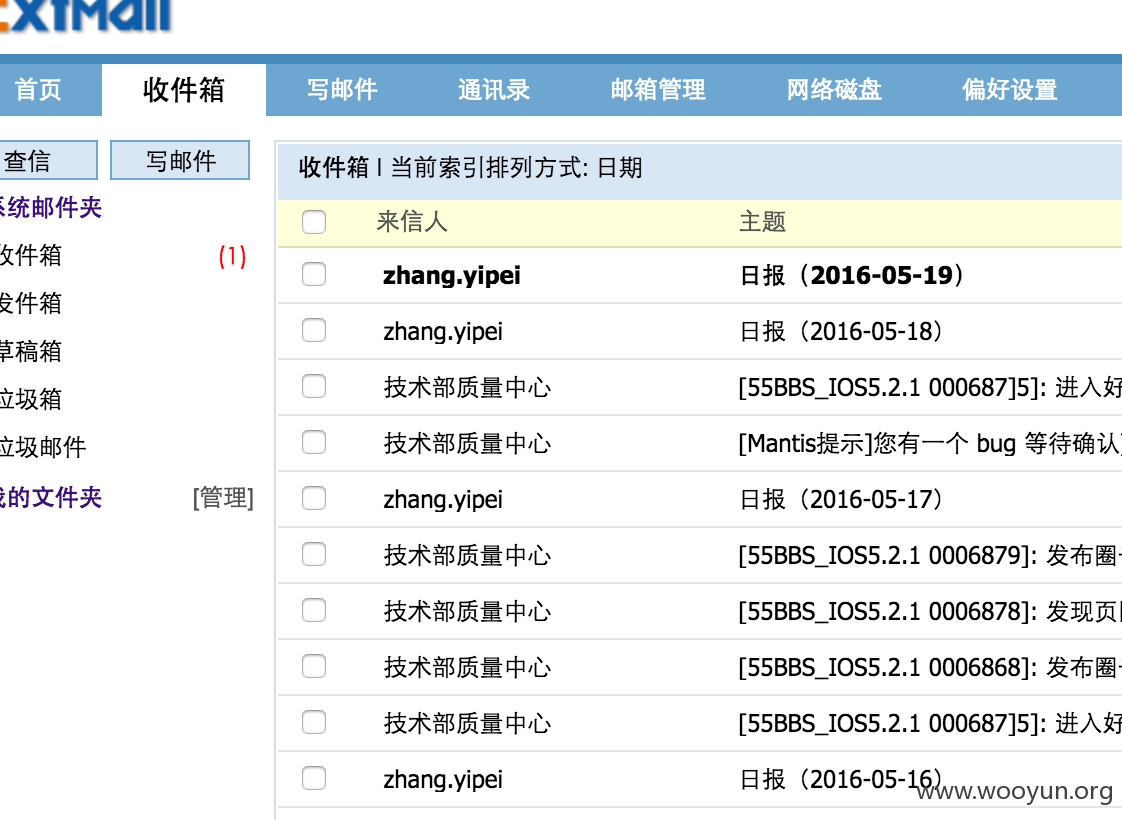 ExtMail
首页 收件箱 写邮件 通讯录 邮箱管理 网络磁盘 偏好设置
查信 写邮件
收件箱 | 当前索引排列方式: 日期
系统邮件夹
来信人 主题
收件箱 (1)
zhang.yipei 日报（2016-05-19）
发件箱
zhang.yipei 日报（2016-05-18）
草稿箱
技术部质量中心 [55BBS_IOS5.2.1 000687]5]: 进入好
垃圾箱
技术部质量中心 [Mantis提示]您有一个 bug 等待确认]
垃圾邮件
我的文件夹 [管理]
zhang.yipei 日报（2016-05-17）
技术部质量中心 [55BBS_IOS5.2.1 0006879]: 发布圈
技术部质量中心 [55BBS_IOS5.2.1 0006878]: 发现页
技术部质量中心 [55BBS_IOS5.2.1 0006868]: 发布圈
技术部质量中心 [55BBS_IOS5.2.1 000687]5]: 进入好
zhang.yipei 日报（2016-05-16）
www.wooyun.org